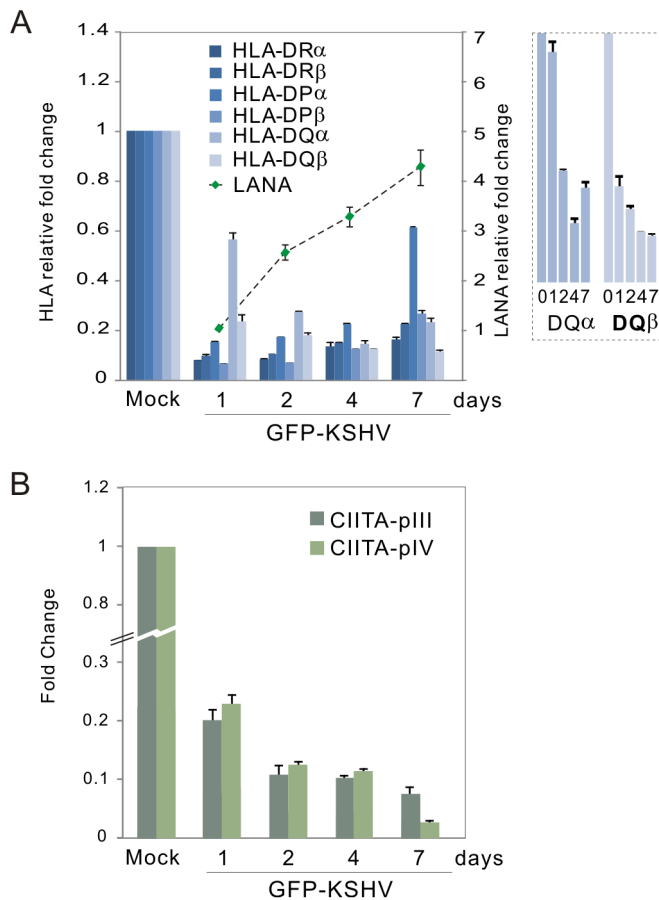 A
1.4
1.2
1
0.8
0.6
0.4
0.2
0
HLA relative fold change
HLA-DRα
HLA-DRβ
HLA-DPα
HLA-DPβ
HLA-DQα
HLA-DQβ
LANA
7
6
5
4
3
2
1
LANA relative fold change
Mock 1 2 4 7 days
GFP-KSHV
01247 01247
DQα DQβ
B
1.2
1
0.8
0.3
0.2
0.1
0
Fold Change
CIITA-pIII
CIITA-pIV
Mock 1 2 4 7 days
GFP-KSHV